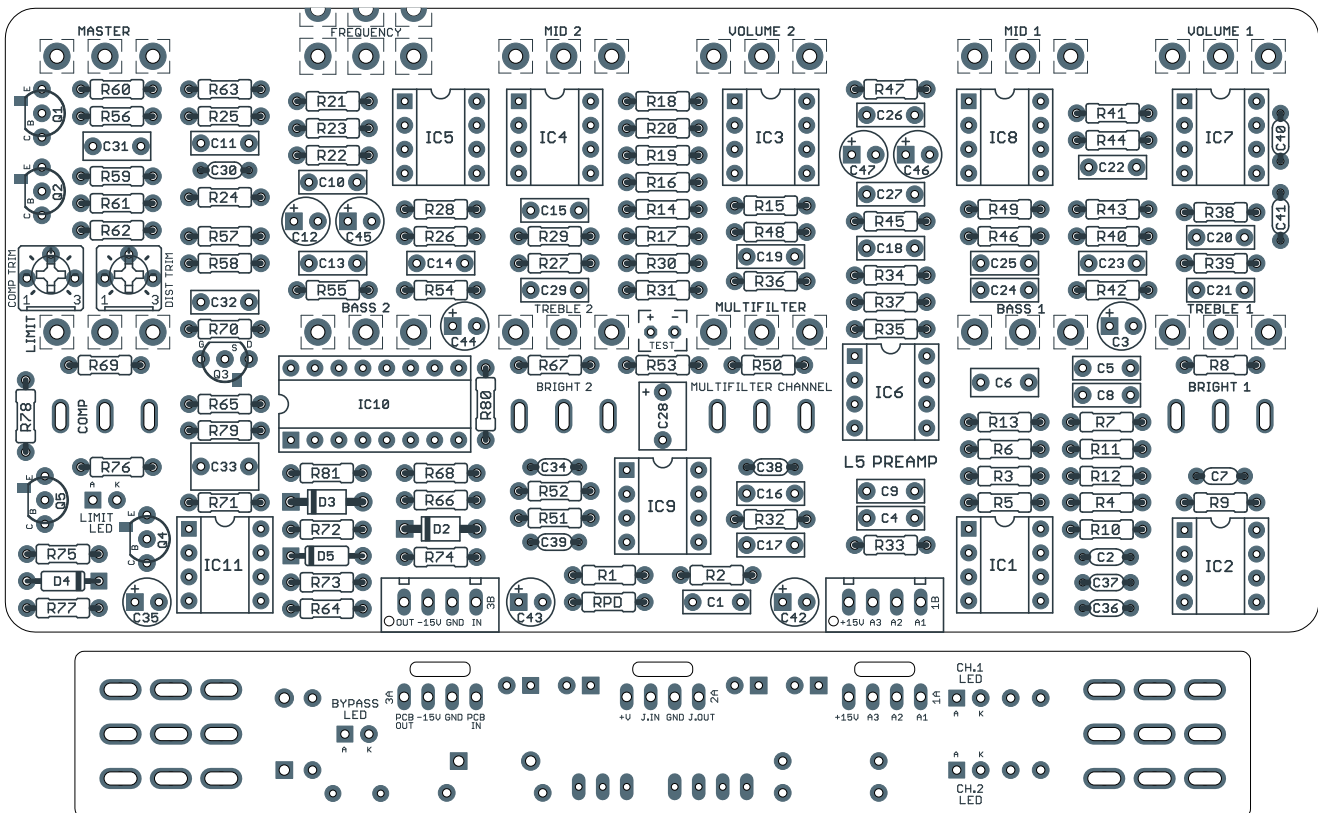 MASTER
FREQUENCY
MID 2
VOLUME 2
MID 1
VOLUME 1
E
Q1
B
C
R60
R63
R21
R18
R47
R56
R25
R23
IC5
IC4
R20
IC3
C26
IC8
R41
IC7
C40
C31
C11
R22
R19
C47
C46
R44
E
Q2
B
C
R59
C30
C10
R16
C27
C22
R61
R24
C12
C45
R28
C15
R14
R15
R45
R49
R43
R38
C41
R62
R57
R26
R29
R17
R48
C18
R46
R40
C20
COMP TRIM
1
3
DIST TRIM
1
3
R58
C13
C14
R27
R30
C19
R34
C25
C23
R39
C32
R55
R54
C29
R31
R36
R37
C24
R42
C21
LIMIT
R70
BASS 2
C44
TREBLE 2
+ −
TEST
MULTIFILTER
R35
BASS 1
C3
TREBLE 1
G
S
D
Q3
R69
R67
R53
R50
R8
BRIGHT 2
MULTIFILTER CHANNEL
BRIGHT 1
R78
COMP
R65
IC10
R80
C28
IC6
C6
C5
C8
R79
R13
R7
R76
C33
R81
R68
C34
C38
L5 PREAMP
R6
R11
E
Q5
B
C
A
K
LIMIT
LED
R71
D3
R66
R52
IC9
C16
C9
R3
R12
C7
R5
R4
R9
E
Q4
B
C
R72
D2
R51
R32
C4
R10
R75
IC11
D5
R74
C39
C17
R33
IC1
C2
IC2
D4
R73
R1
R2
C37
R77
C35
R64
3B
C43
RPD
C1
C42
1B
C36
OUT -15V GND IN
+15V A3 A2 A1
BYPASS
LED
A
K
3A
PCB
OUT
-15V
GND
PCB
IN
+V
J.IN
GND
J.OUT
2A
+15V
A3
A2
A1
1A
CH.1
LED
A
K
A
K
CH.2
LED